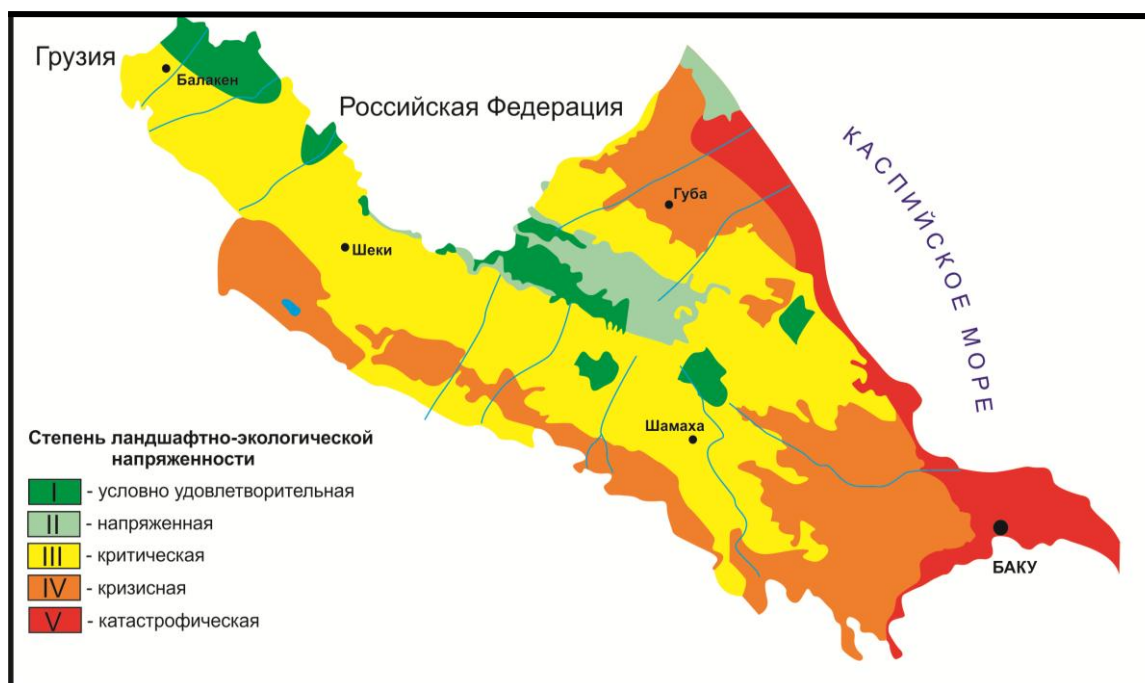 Грузия
Балакен
Российская Федерация
КАСПИЙСКОЕ МОРЕ
Губа
Шеки
Шамаха
БАКУ
Степень ландшафтно-экологической
напряженности
I - условно удовлетворительная
II - напряженная
III - критическая
IV - кризисная
V - катастрофическая